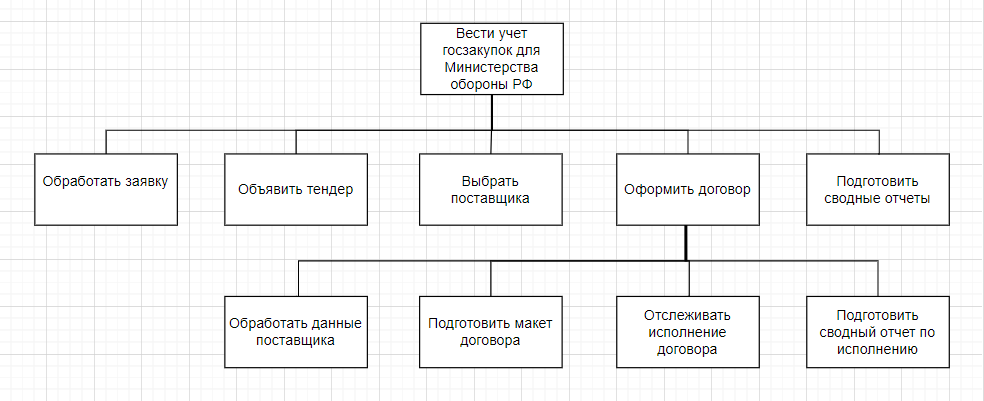 Вести учет
госзакупок для
Министерства
обороны РФ
Обработать заявку
Объявить тендер
Выбрать
поставщика
Оформить договор
Подготовить
сводные отчеты
Обработать данные
поставщика
Подготовить макет
договора
Отслеживать
исполнение
договора
Подготовить
сводный отчет по
исполнению